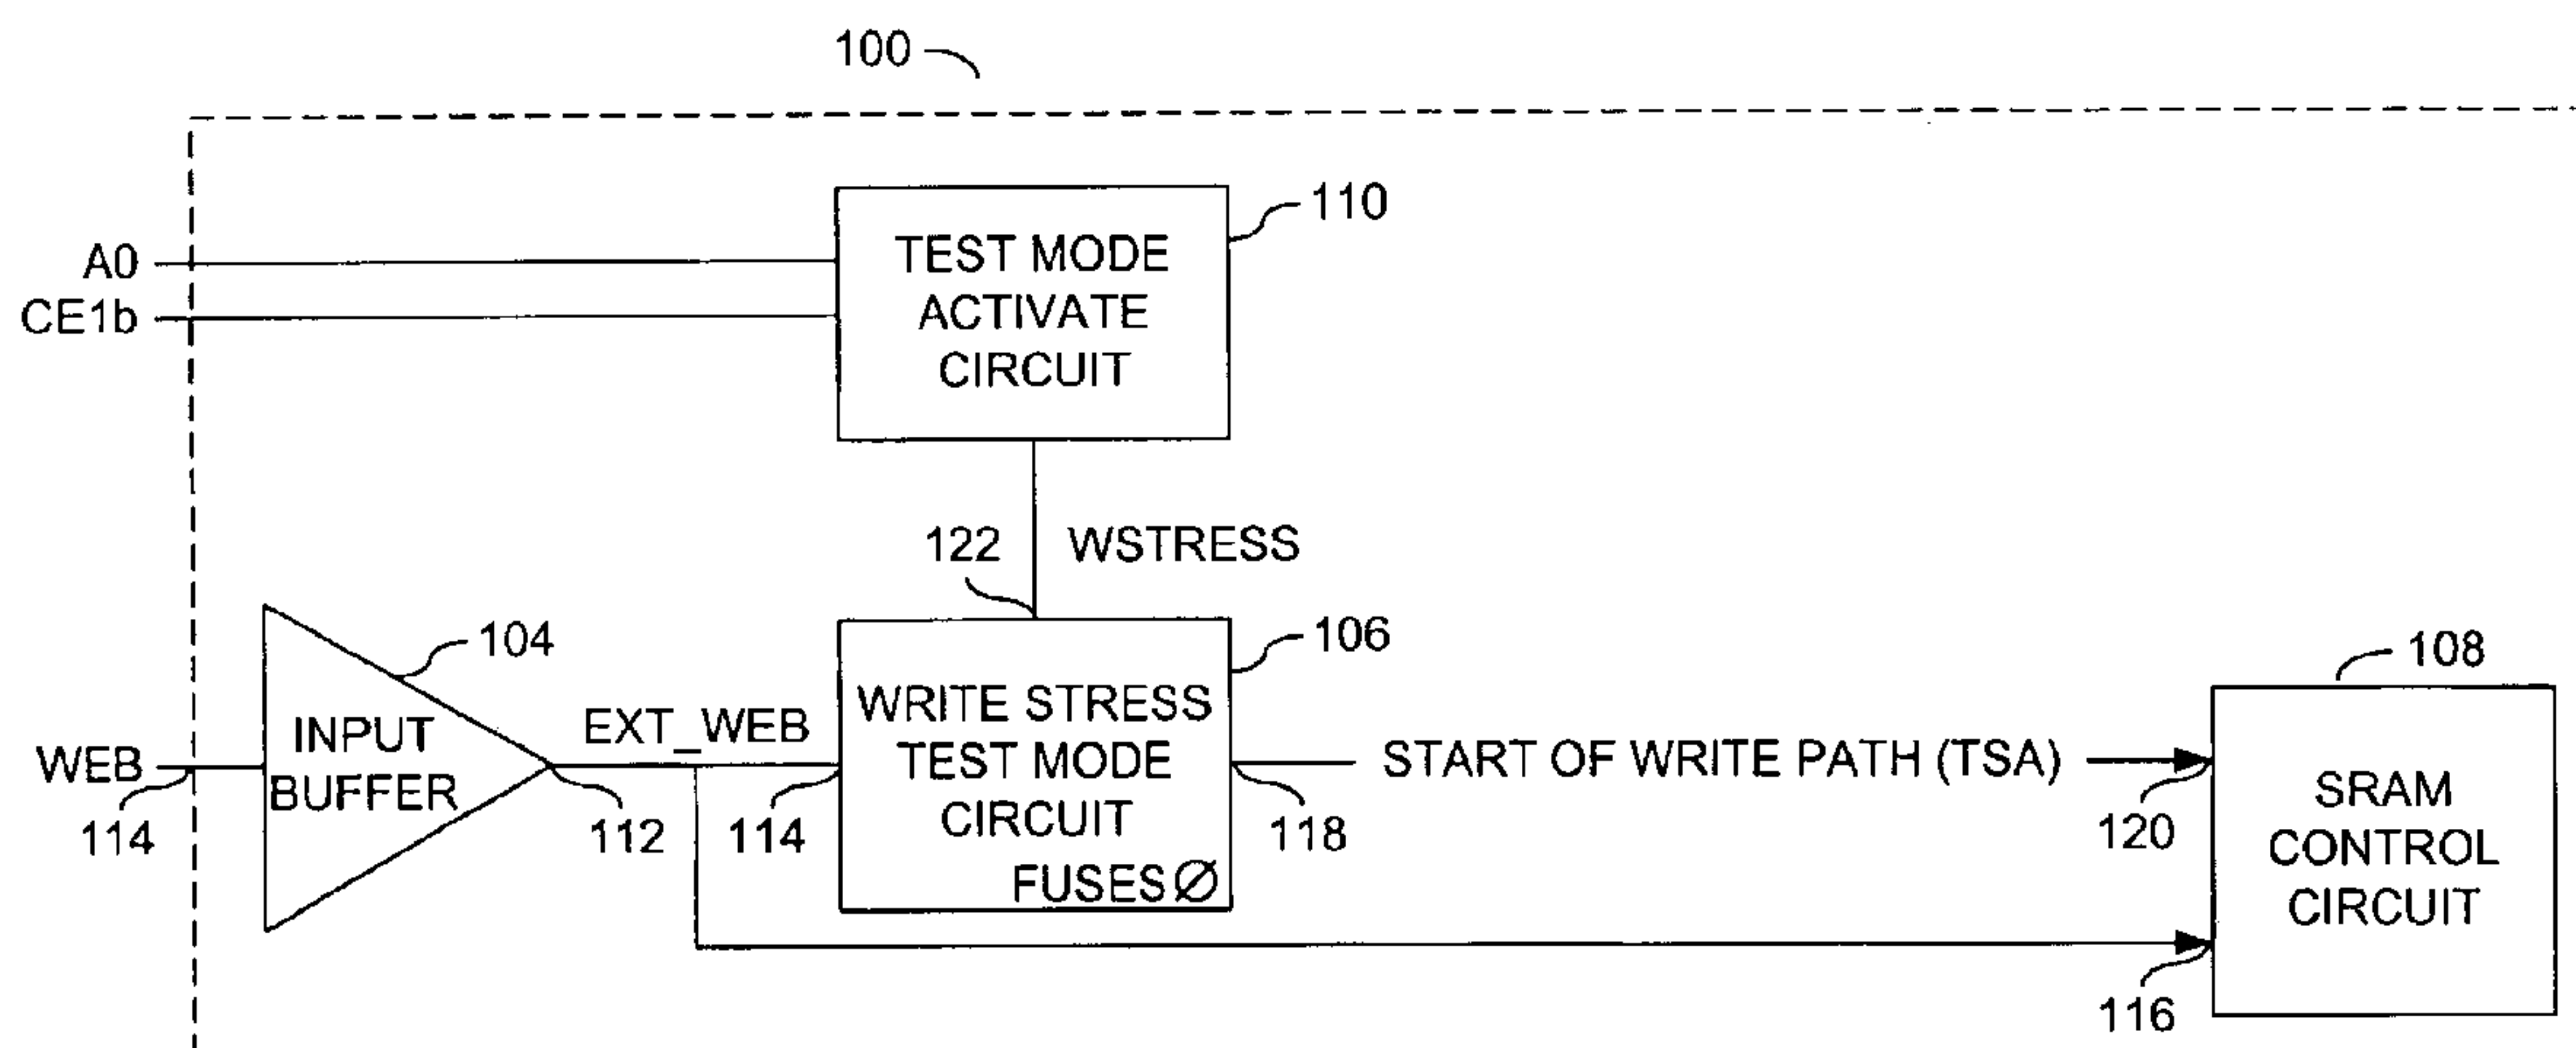 100
110
A0
CE1b
TEST MODE
ACTIVATE
CIRCUIT
122
WSTRESS
104
106
108
WEB
114
INPUT
BUFFER
EXT_WEB
112
114
WRITE STRESS
TEST MODE
CIRCUIT
FUSES
118
START OF WRITE PATH (TSA)
120
116
SRAM
CONTROL
CIRCUIT